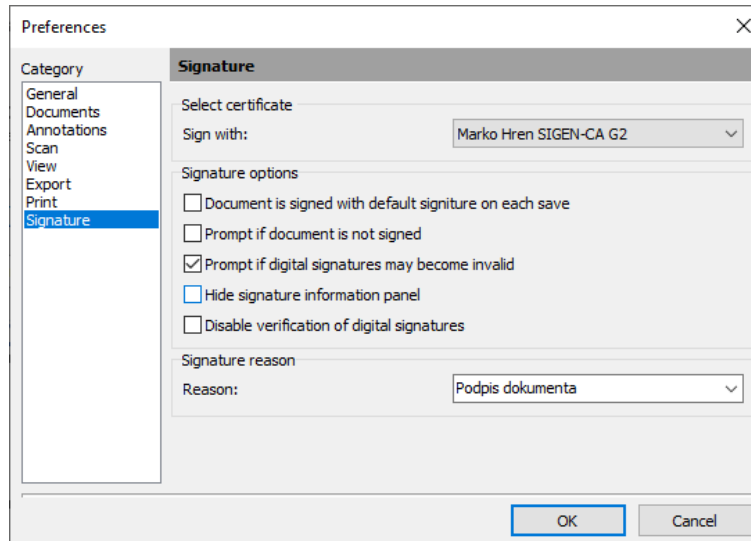 Preferences
Category
General
Documents
Annotations
Scan
View
Export
Print
Signature
Signature
Select certificate
Sign with: Marko Hren SIGEN-CA G2
Signature options
Document is signed with default signiture on each save
Prompt if document is not signed
Prompt if digital signatures may become invalid
Hide signature information panel
Disable verification of digital signatures
Signature reason
Reason: Podpis dokumenta
OK Cancel